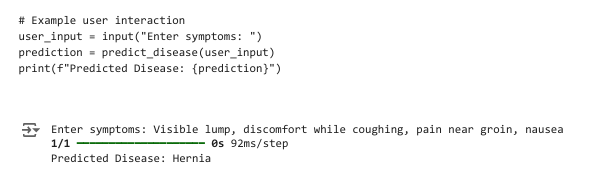 # Example user interaction
user_input = input("Enter symptoms: ")
prediction = predict_disease(user_input)
print(f"Predicted Disease: {prediction}")
Enter symptoms: Visible lump, discomfort while coughing, pain near groin, nausea
1/1 ━━━━━━━━━━━━━━━━━━━━ 0s 92ms/step
Predicted Disease: Hernia